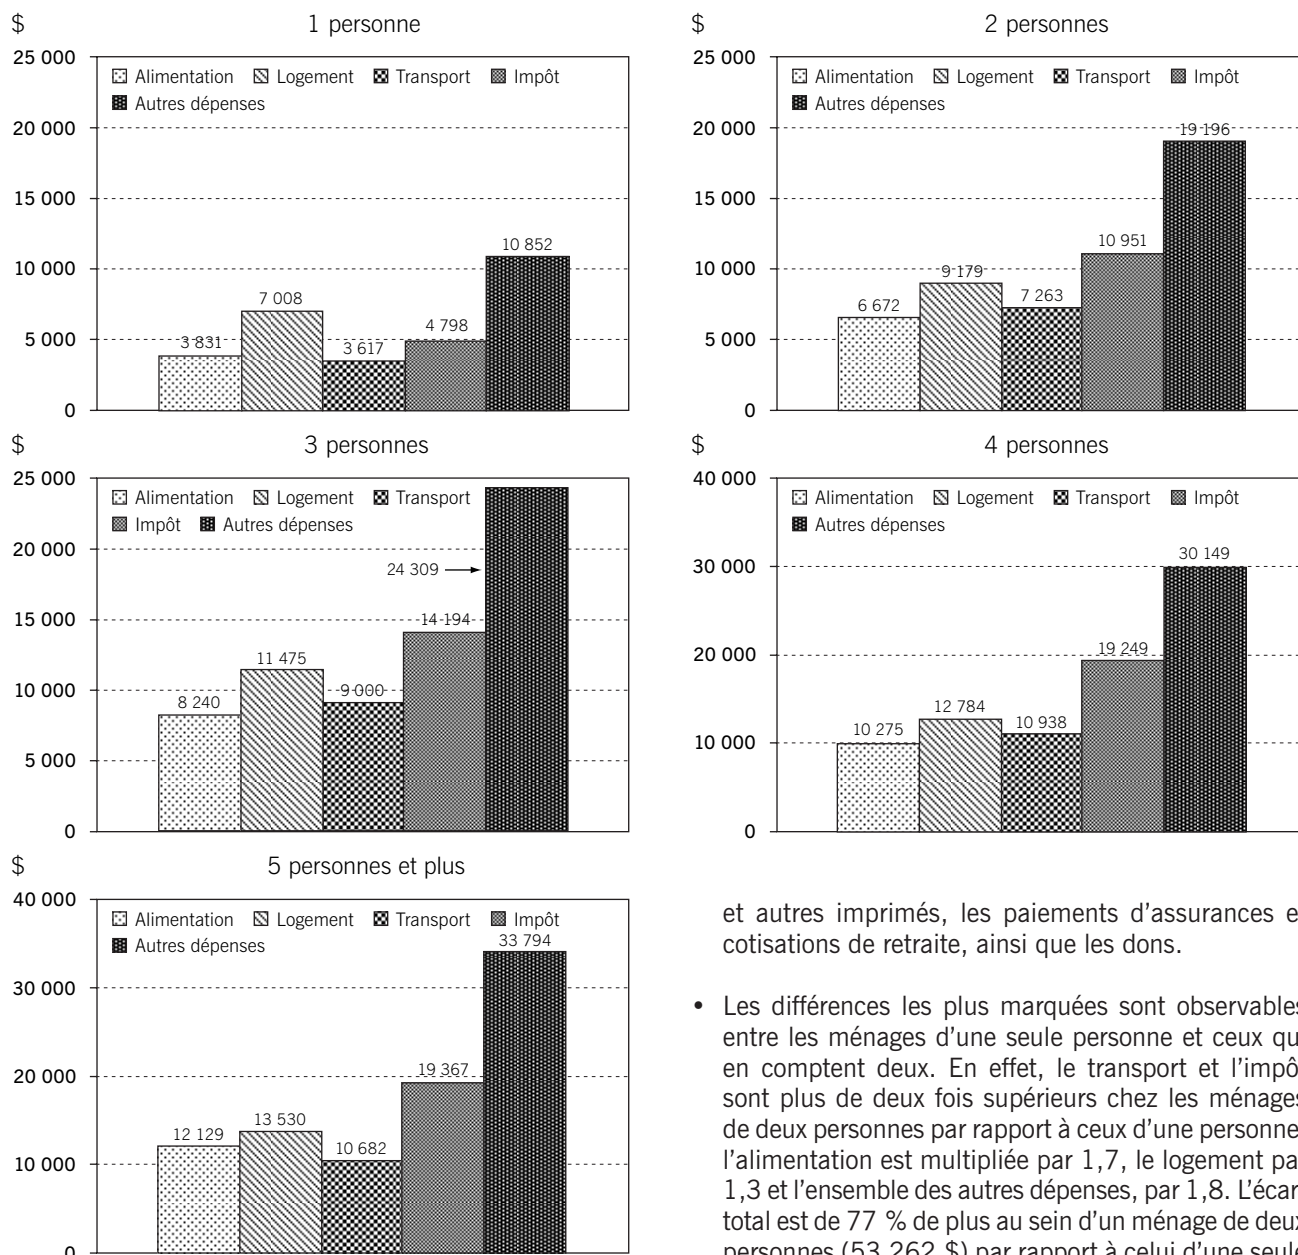 $ 1 personne
25 000
Alimentation Logement Transport Impôt
Autres dépenses
20 000
15 000
10 852
10 000
7 008
4 798
5 000
3 831
3 617
0
$ 2 personnes
25 000
Alimentation Logement Transport Impôt
Autres dépenses
20 000
19 196
15 000
10 951
10 000
9 179
7 263
6 672
5 000
0
$ 3 personnes
25 000
Alimentation Logement Transport
Impôt Autres dépenses
20 000
24 309
15 000
14 194
11 475
10 000
9 000
8 240
5 000
0
$ 4 personnes
40 000
Alimentation Logement Transport Impôt
Autres dépenses
30 149
30 000
20 000
19 249
12 784
10 938
10 275
10 000
0
$ 5 personnes et plus
40 000
Alimentation Logement Transport Impôt
Autres dépenses
33 794
30 000
20 000
19 367
13 530
12 129
10 682
10 000
0
et autres imprimés, les paiements d'assurances e
cotisations de retraite, ainsi que les dons.
• Les différences les plus marquées sont observables
entre les ménages d'une seule personne et ceux qu
en comptent deux. En effet, le transport et l'impô
sont plus de deux fois supérieurs chez les ménages
de deux personnes par rapport à ceux d'une personne
l'alimentation est multipliée par 1,7, le logement pa
1,3 et l'ensemble des autres dépenses, par 1,8. L'écar
total est de 77 % de plus au sein d'un ménage de deux
personnes (53 262 $) par rapport à celui d'une seule